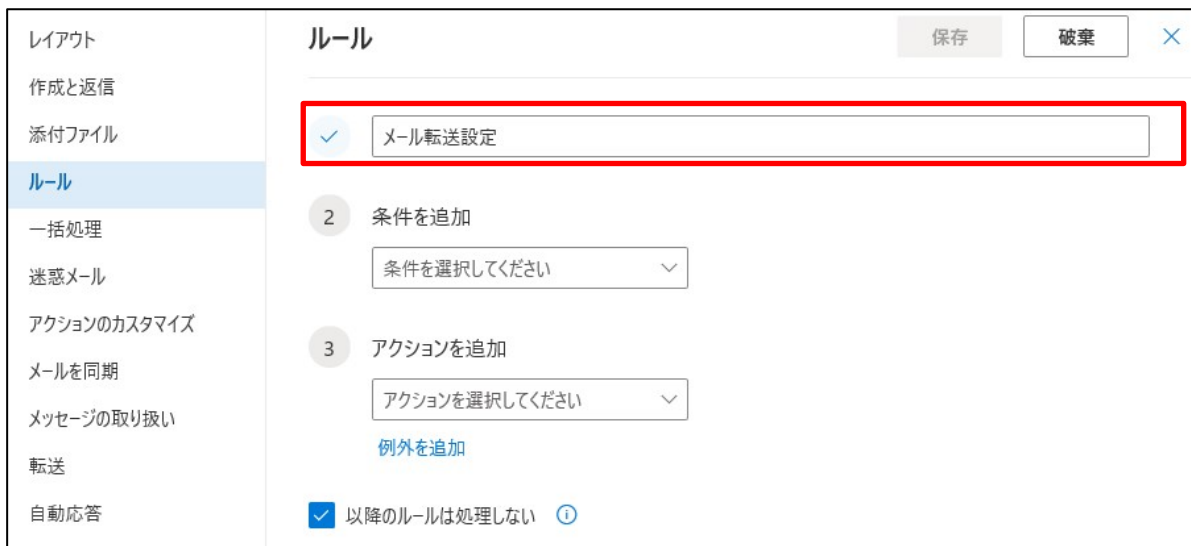 レイアウト
作成と返信
添付ファイル
ルール
一括処理
迷惑メール
アクションのカスタマイズ
メールを同期
メッセージの取り扱い
転送
自動応答
ルール
保存
破棄
メール転送設定
2 条件を追加
条件を選択してください
3 アクションを追加
アクションを選択してください
例外を追加
以降のルールは処理しない